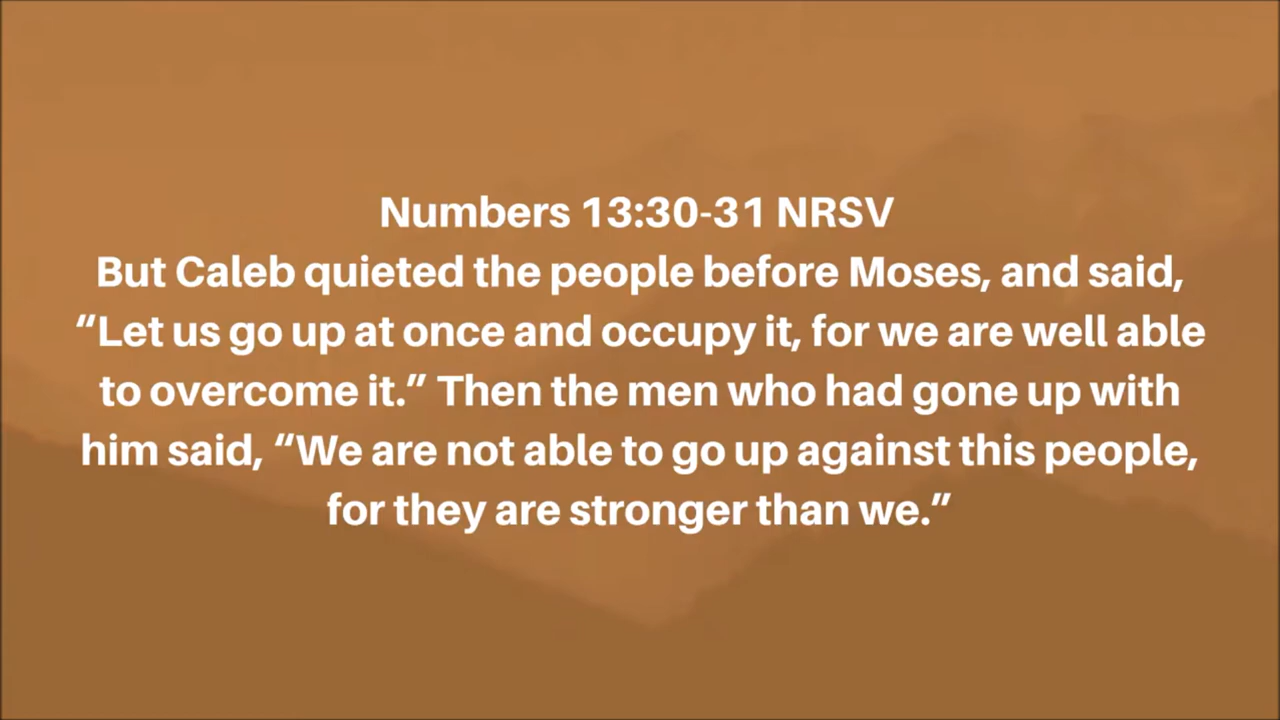 Numbers 13:30-31 NRSV
But Caleb quieted the people before Moses, and said,
“Let us go up at once and occupy it, for we are well able
to overcome it.” Then the men who had gone up with
him said, “We are not able to go up against this people,
for they are stronger than we.”